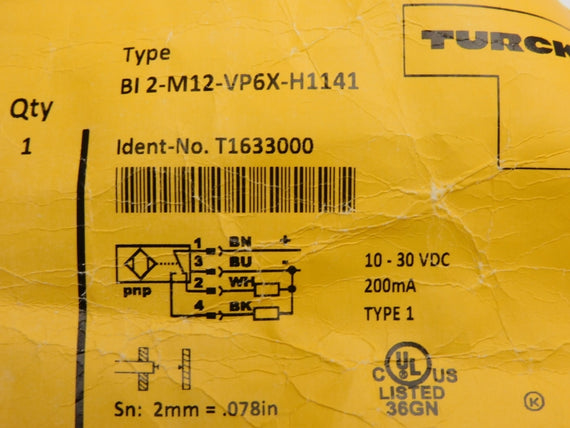 TURCK
Type
BI 2-M12-VP6X-H1141
Qty
1
Ident-No. T1633000
1 BN +
3 BU -
2 WH
4 BK
pnp
10 - 30 VDC
200mA
TYPE 1
C UL US
LISTED
36GN
Sn: 2mm = .078in
K